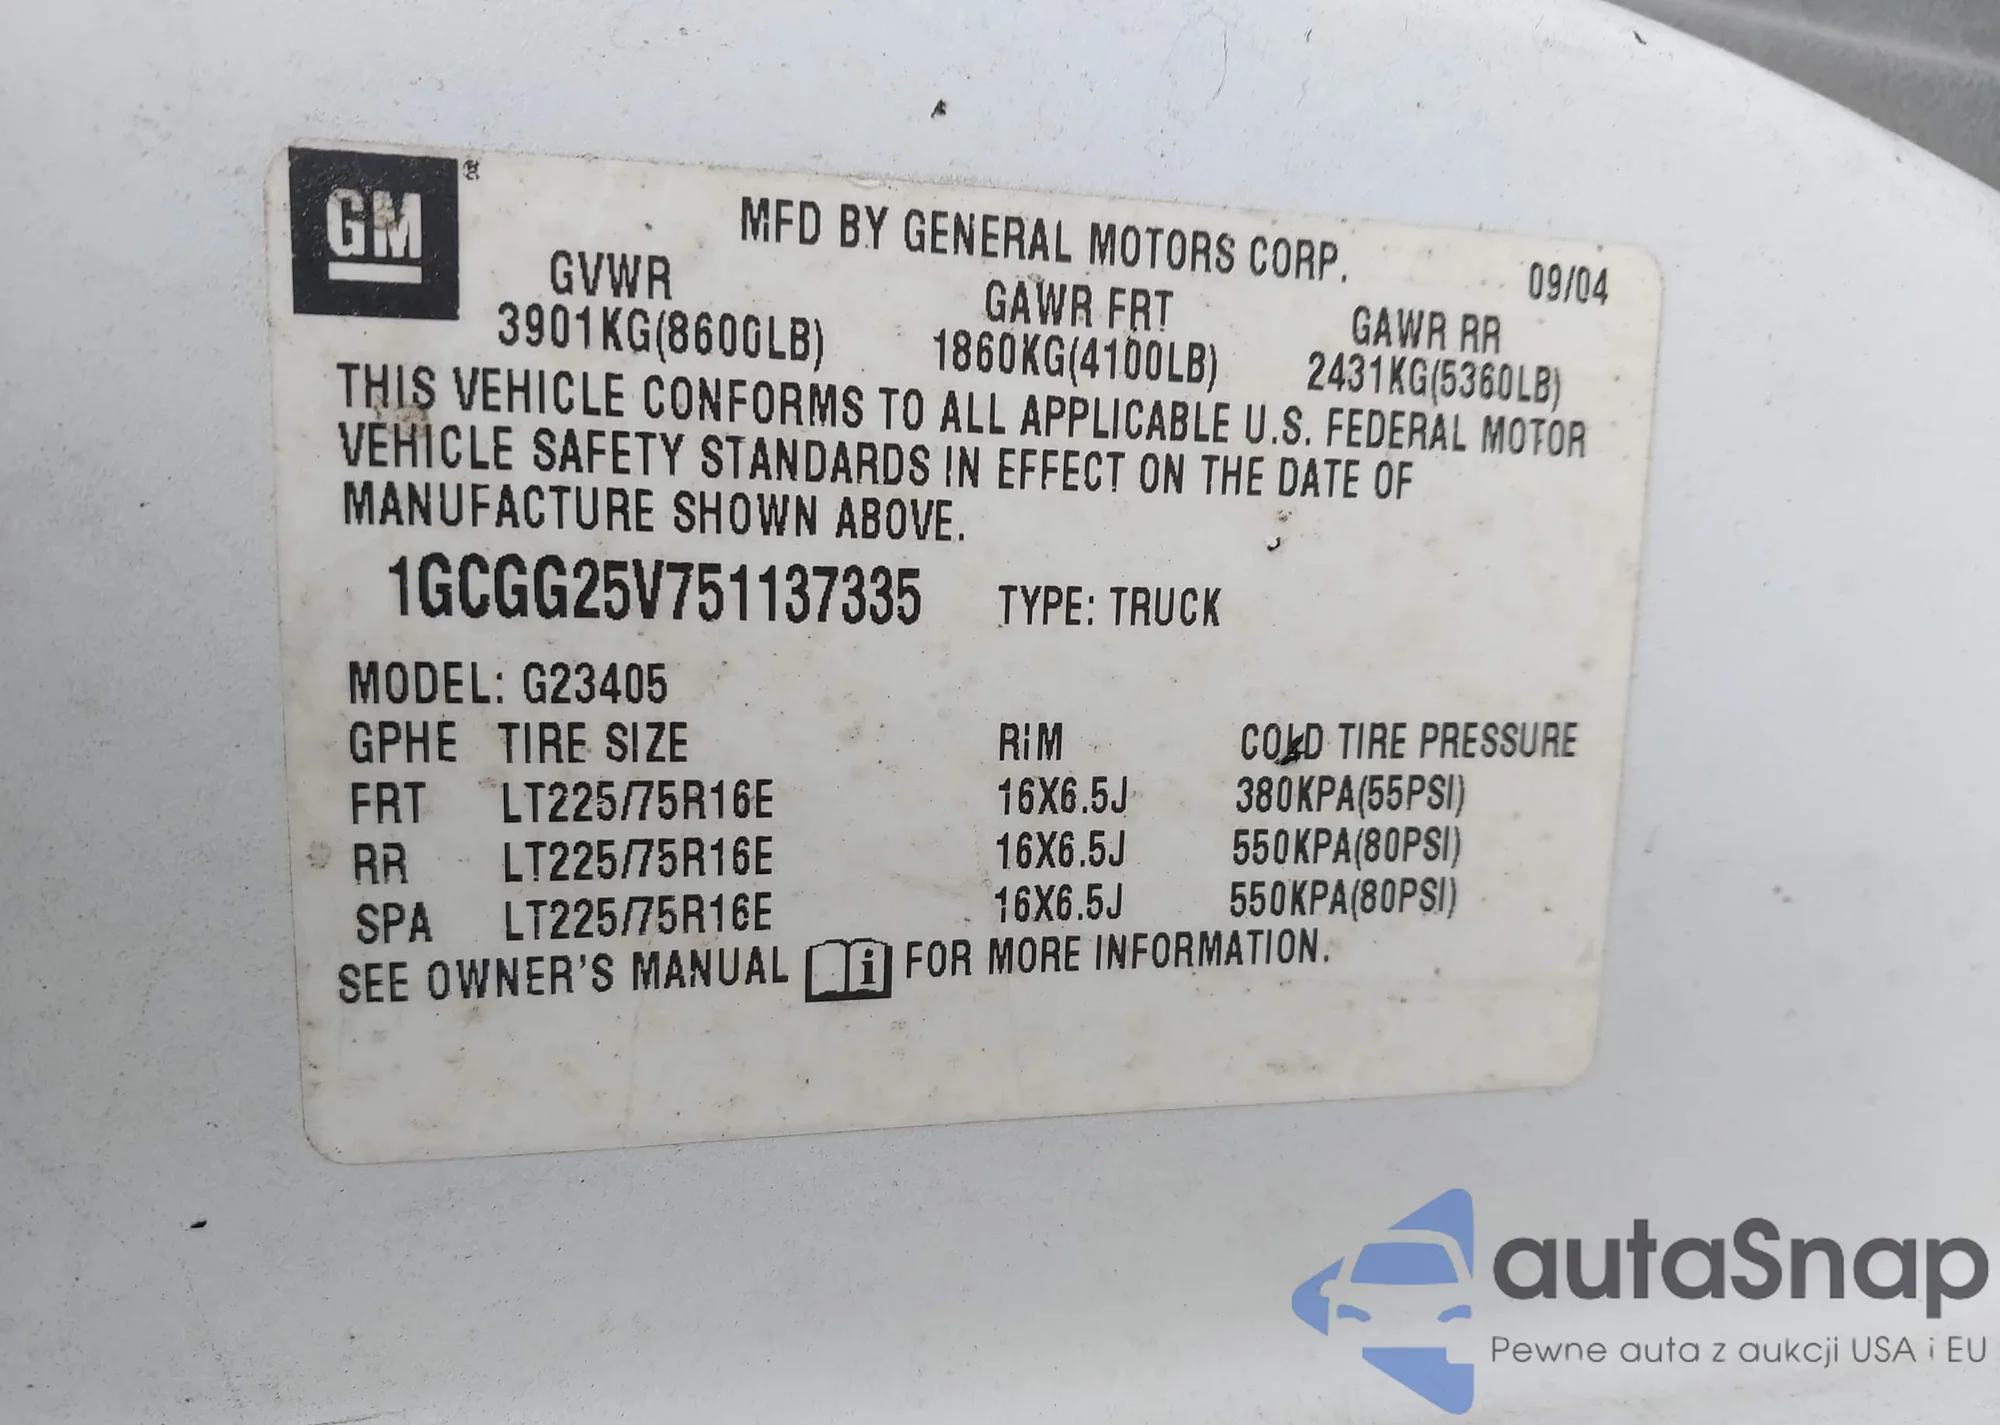 GM®
MFD BY GENERAL MOTORS CORP.
09/04
GVWR
GAWR FRT
GAWR RR
3901KG(8600LB)
1860KG(4100LB)
2431KG(5360LB)
THIS VEHICLE CONFORMS TO ALL APPLICABLE U.S. FEDERAL MOTOR
VEHICLE SAFETY STANDARDS IN EFFECT ON THE DATE OF
MANUFACTURE SHOWN ABOVE.
1GCGG25V751137335 TYPE: TRUCK
MODEL: G23405
GPHE TIRE SIZE RiM COLD TIRE PRESSURE
FRT LT225/75R16E 16X6.5J 380KPA(55PSI)
RR LT225/75R16E 16X6.5J 550KPA(80PSI)
SPA LT225/75R16E 16X6.5J 550KPA(80PSI)
SEE OWNER'S MANUAL i FOR MORE INFORMATION.
autaSnap
Pewne auta z aukcji USA i EU